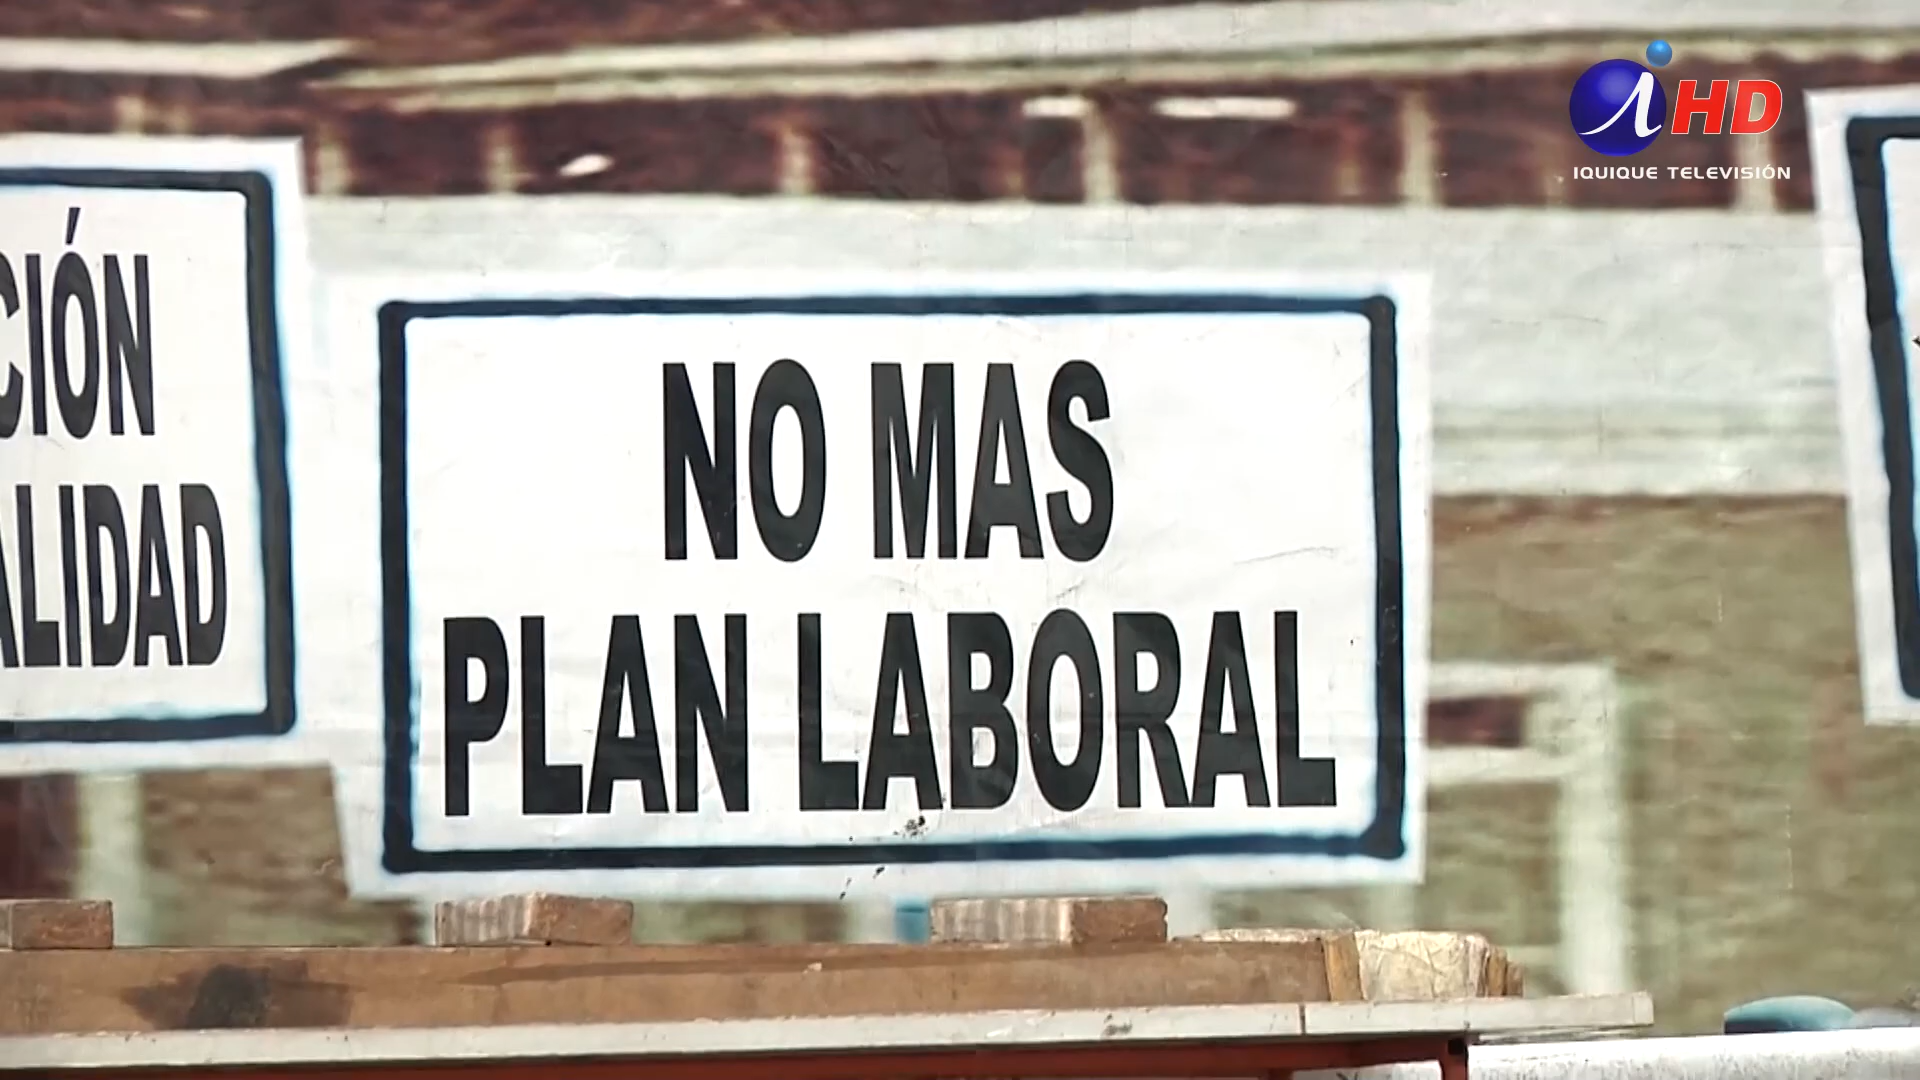 CIÓN
ALIDAD
NO MAS
PLAN LABORAL
HD
IQUIQUE TELEVISIÓN